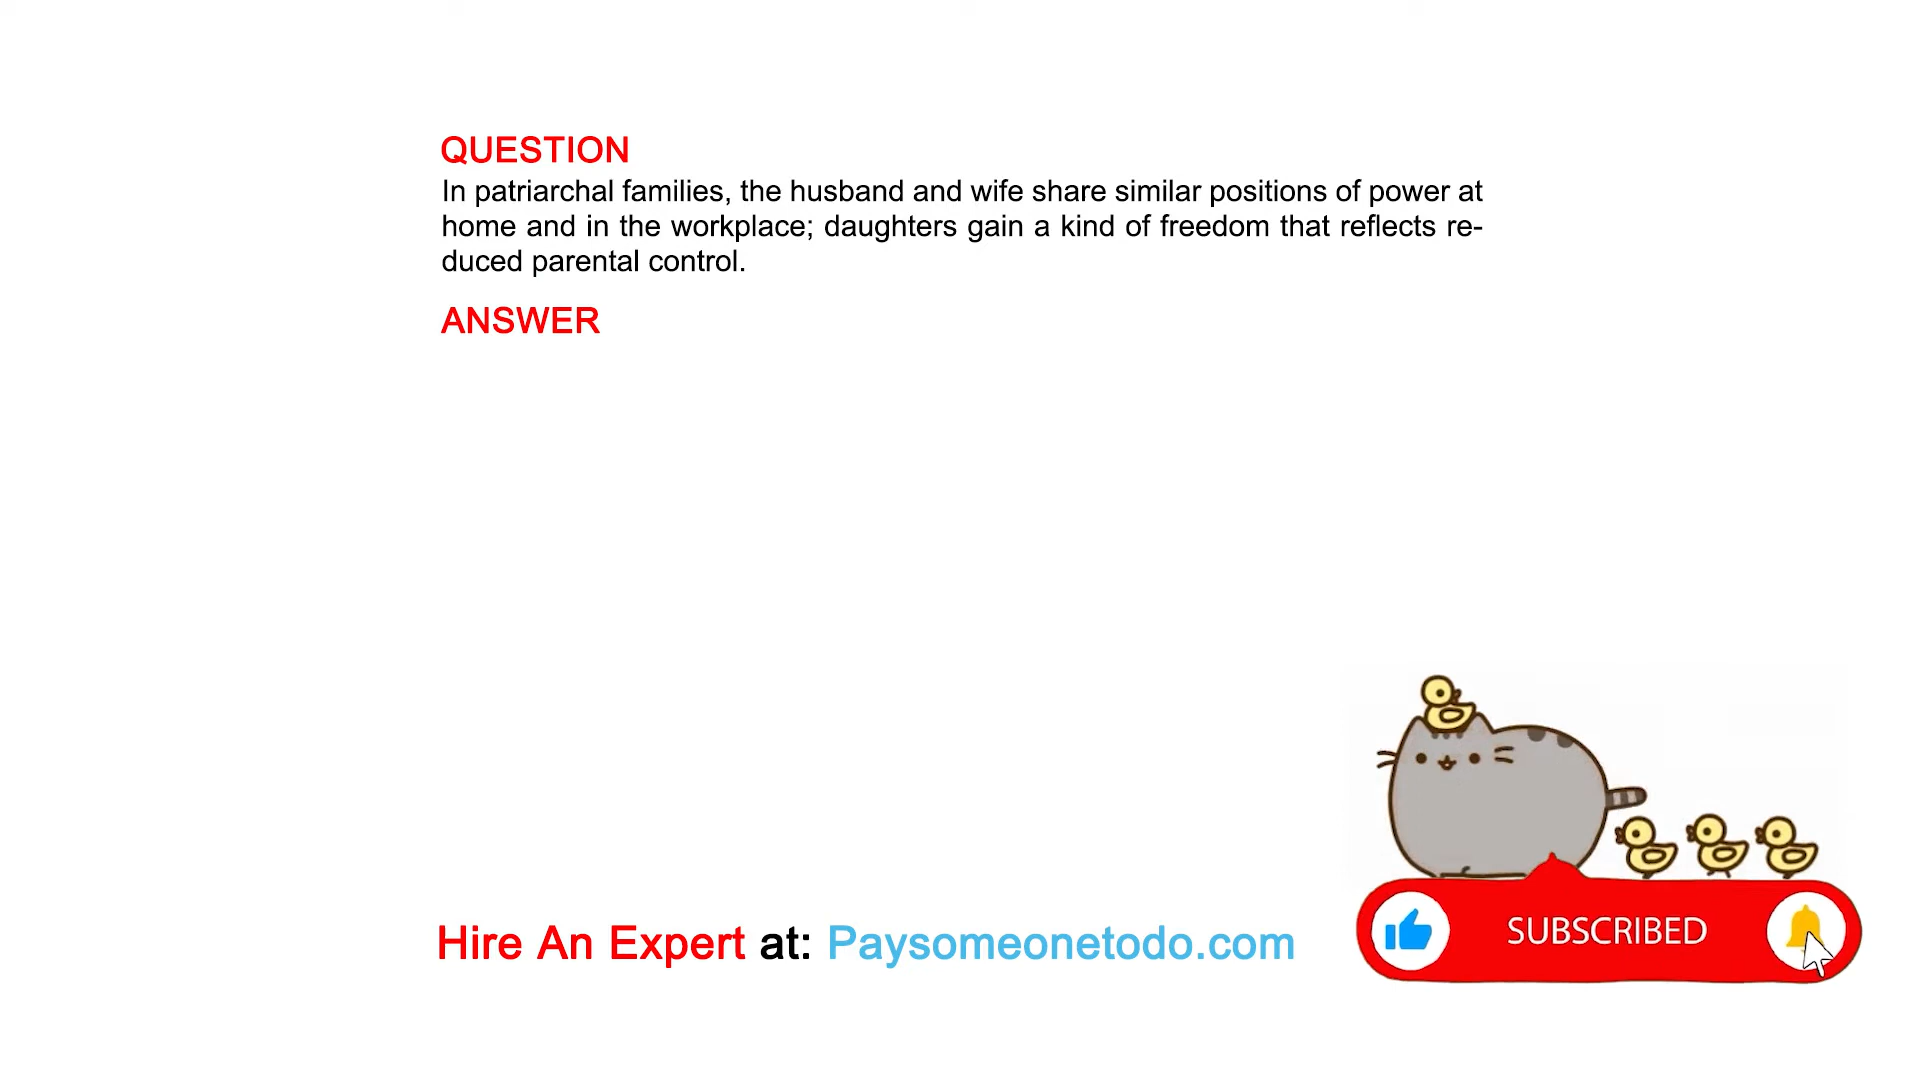 QUESTION
In patriarchal families, the husband and wife share similar positions of power at
home and in the workplace; daughters gain a kind of freedom that reflects re-
duced parental control.
ANSWER
Hire An Expert at: Paysomeonetodo.com
SUBSCRIBED